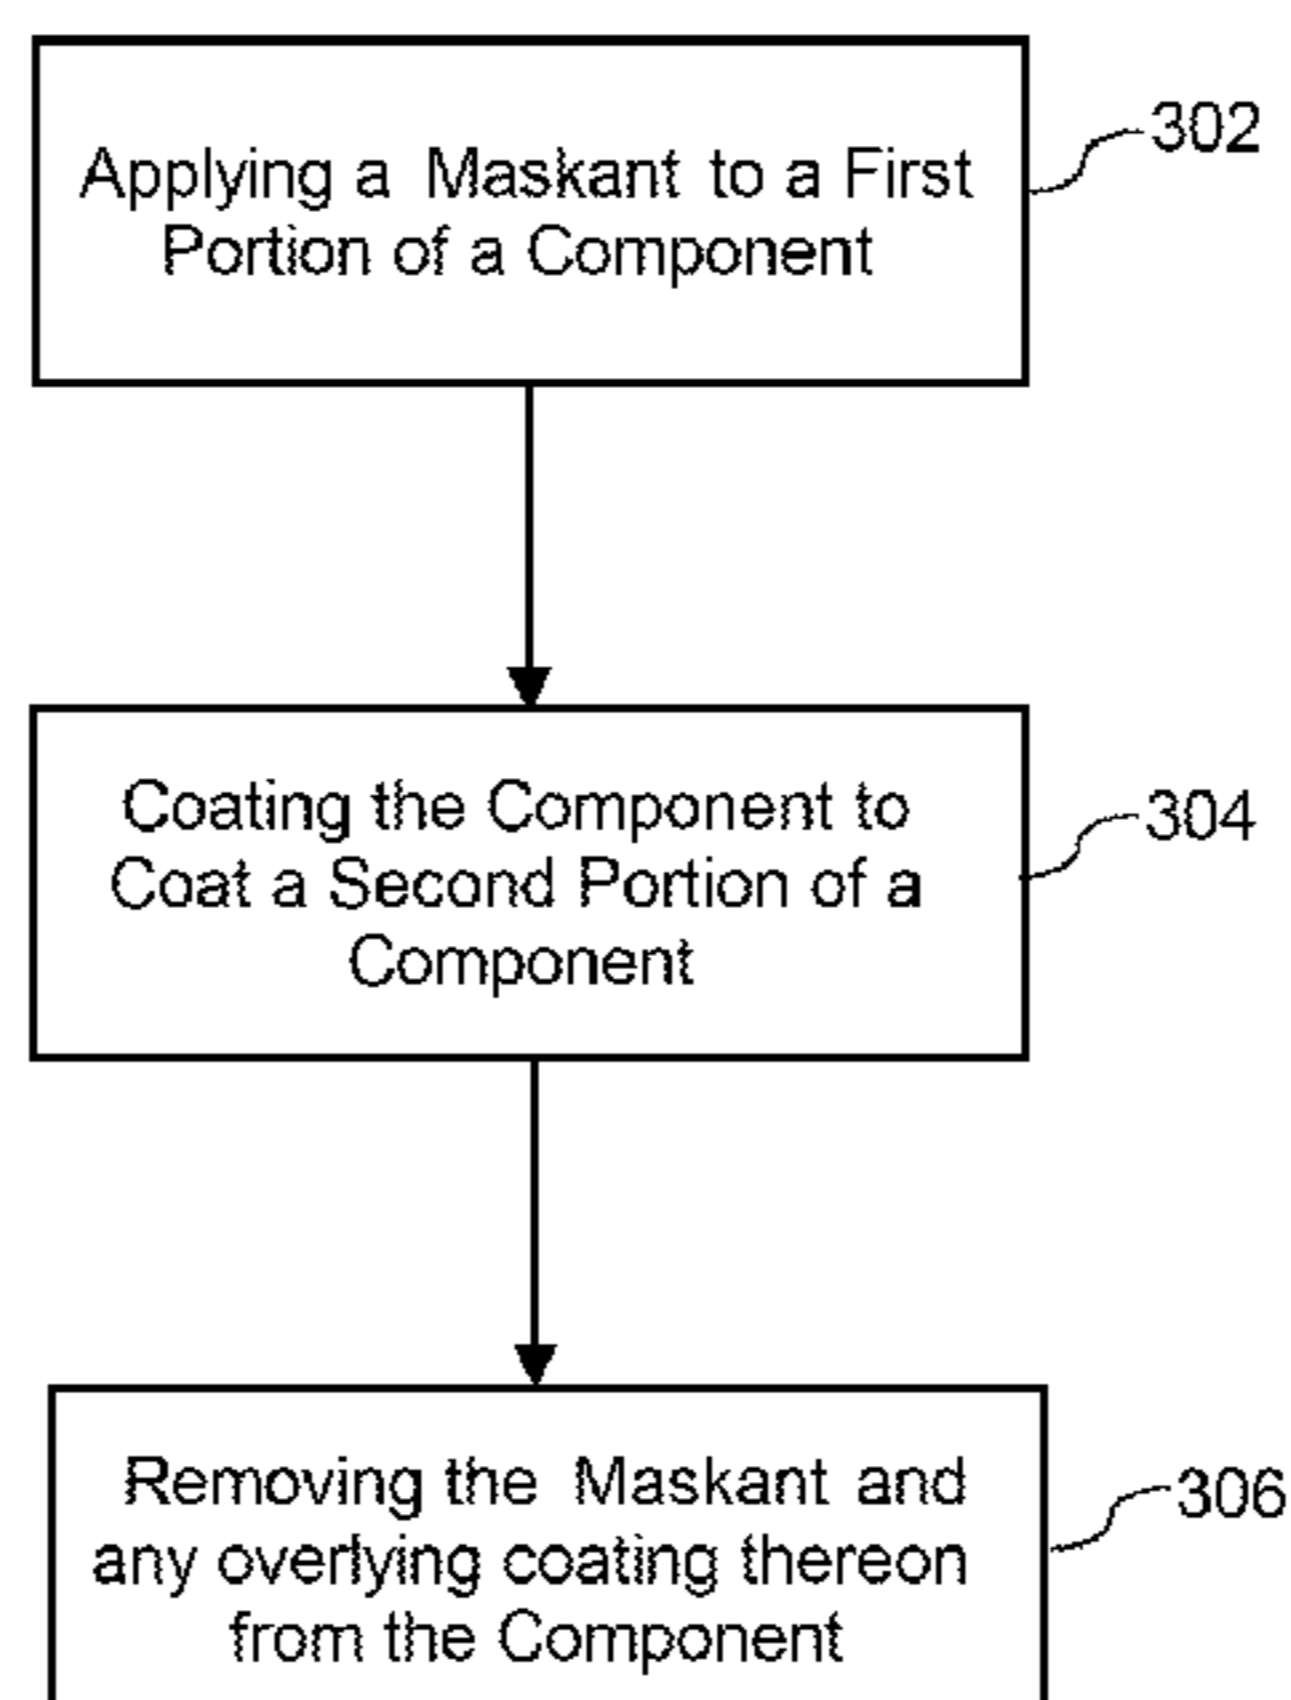 Applying a Maskant to a First
Portion of a Component
302
Coating the Component to
Coat a Second Portion of a
Component
304
Removing the Maskant and
any overlying coating thereon
from the Component
306